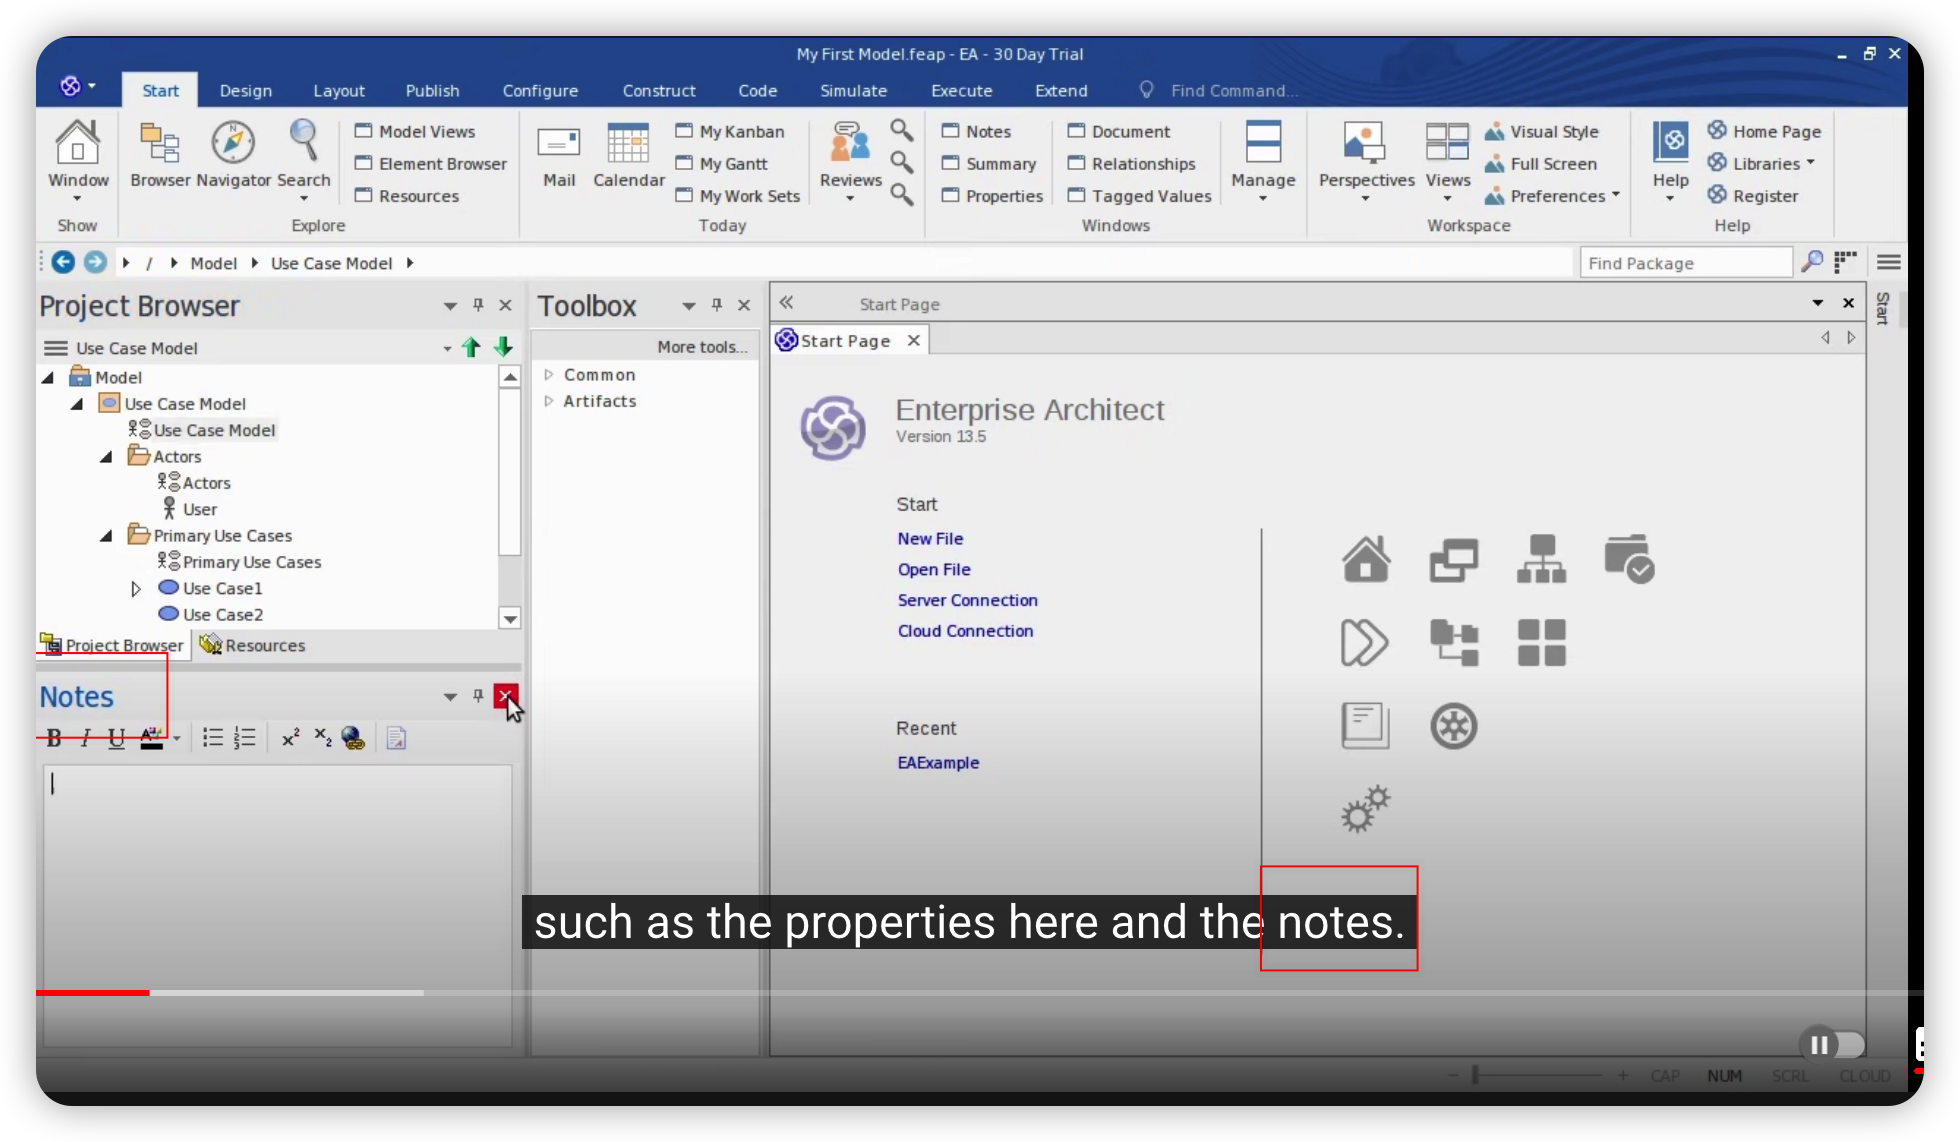 My First Model.feap - EA - 30 Day Trial
Start Design Layout Publish Configure Construct Code Simulate Execute Extend Find Command...
Window
Show
Browser Navigator Search
Model Views
Element Browser
Resources
Explore
Mail Calendar
My Kanban
My Gantt
My Work Sets
Reviews
Today
Notes
Summary
Properties
Document
Relationships
Tagged Values
Windows
Manage
Perspectives Views
Visual Style
Full Screen
Preferences
Workspace
Help
Home Page
Libraries
Register
Help
/ Model Use Case Model
Find Package
Project Browser
Use Case Model
Model
Use Case Model
Use Case Model
Actors
Actors
User
Primary Use Cases
Primary Use Cases
Use Case1
Use Case2
Project Browser Resources
Notes
B I U x² x₂
Toolbox
More tools...
Common
Artifacts
Start Page
Start Page
Start
Enterprise Architect
Version 13.5
Start
New File
Open File
Server Connection
Cloud Connection
Recent
EAExample
such as the properties here and the notes.
CAP NUM SCRL CLOUD